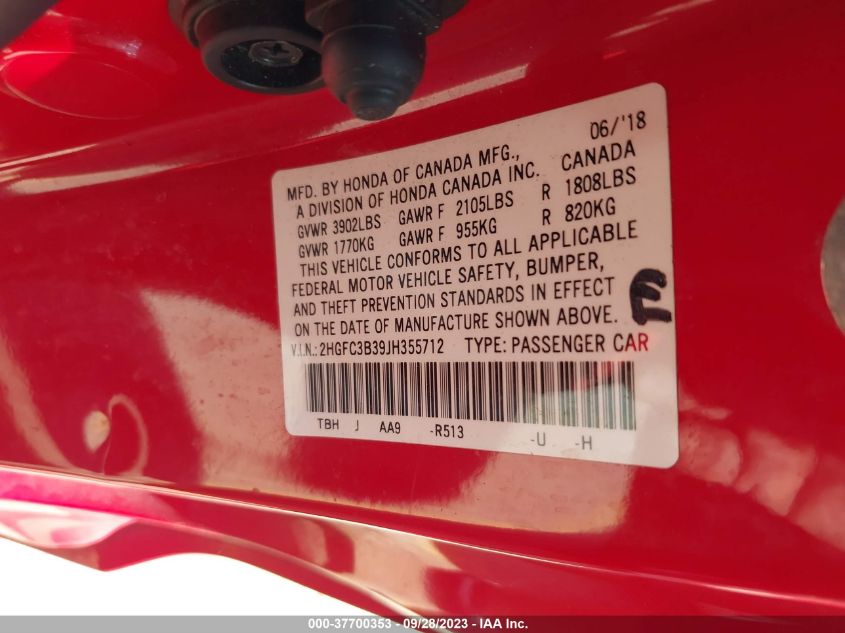 06/'18
MFD. BY HONDA OF CANADA MFG., CANADA
A DIVISION OF HONDA CANADA INC.
GVWR 3902LBS GAWR F 2105LBS R 1808LBS
GVWR 1770KG GAWR F 955KG R 820KG
THIS VEHICLE CONFORMS TO ALL APPLICABLE
FEDERAL MOTOR VEHICLE SAFETY, BUMPER,
AND THEFT PREVENTION STANDARDS IN EFFECT
ON THE DATE OF MANUFACTURE SHOWN ABOVE.
E
V.I.N.:2HGFC3B39JH355712 TYPE: PASSENGER CAR
TBH J AA9 -R513 -U -H
000-37700353 - 09/28/2023 - IAA Inc.